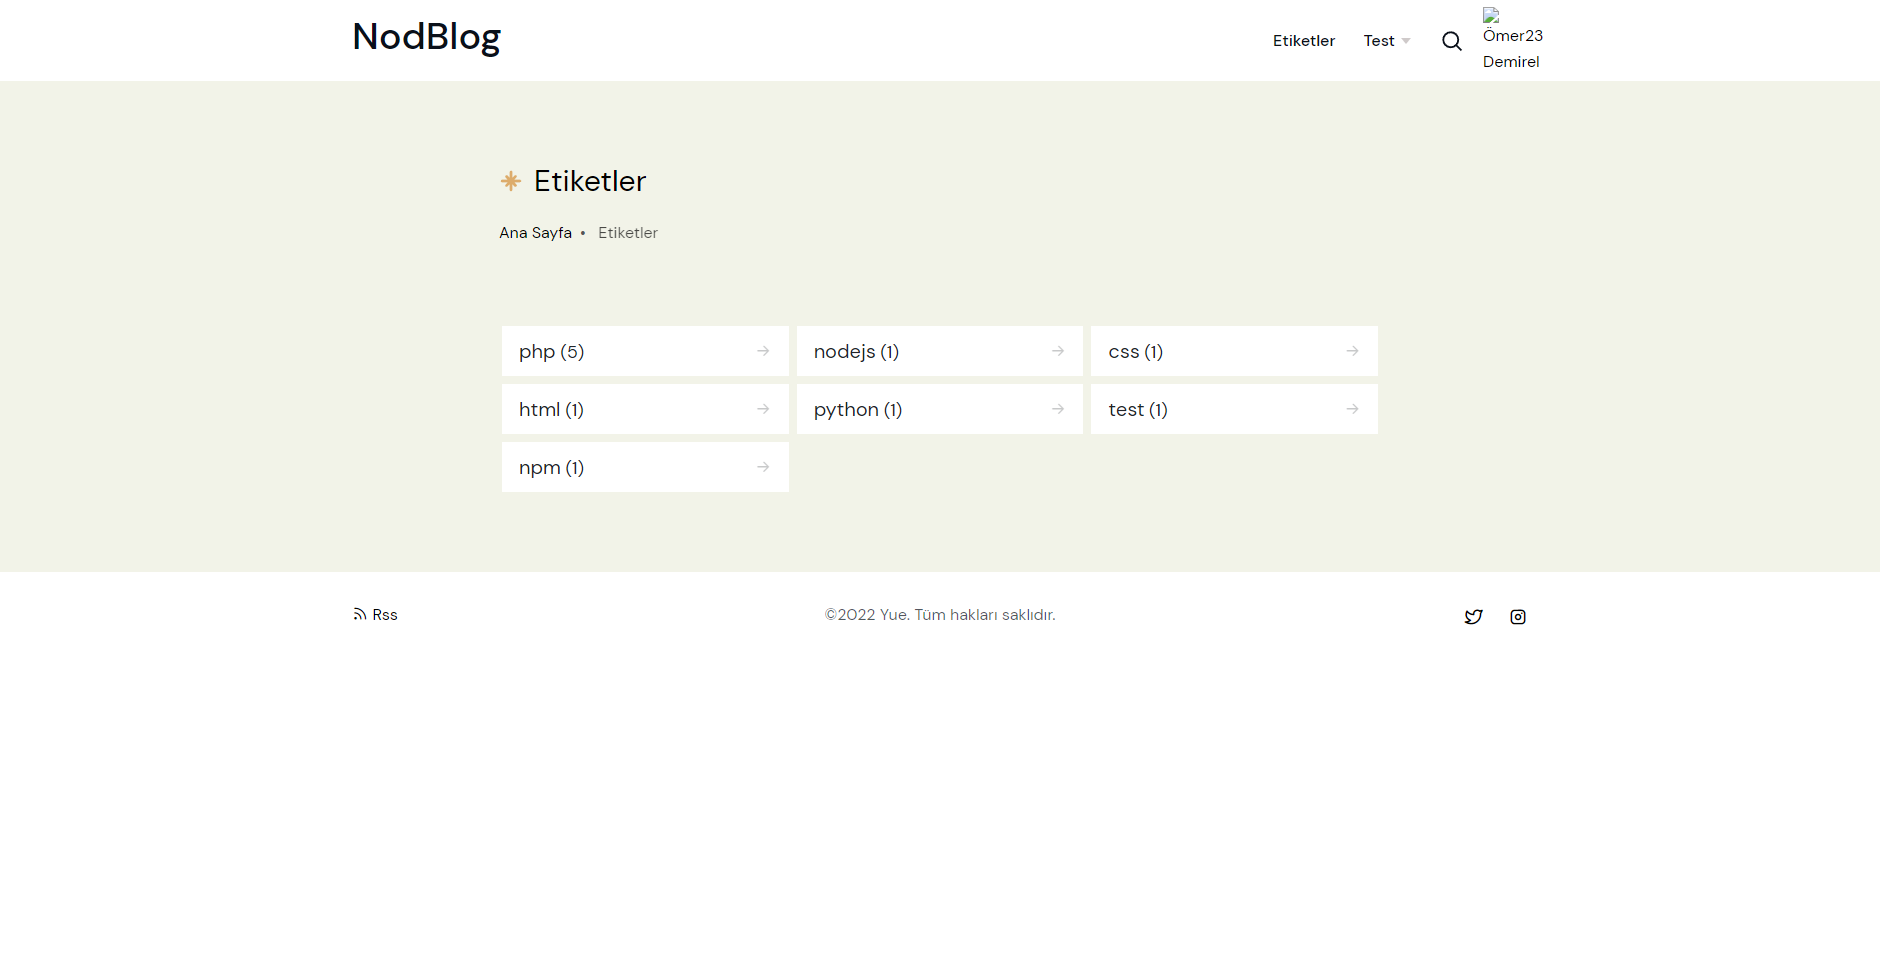 NodBlog
Etiketler
Test
Ömer23
Demirel
Etiketler
Ana Sayfa • Etiketler
php (5)
nodejs (1)
css (1)
html (1)
python (1)
test (1)
npm (1)
Rss
©2022 Yue. Tüm hakları saklıdır.